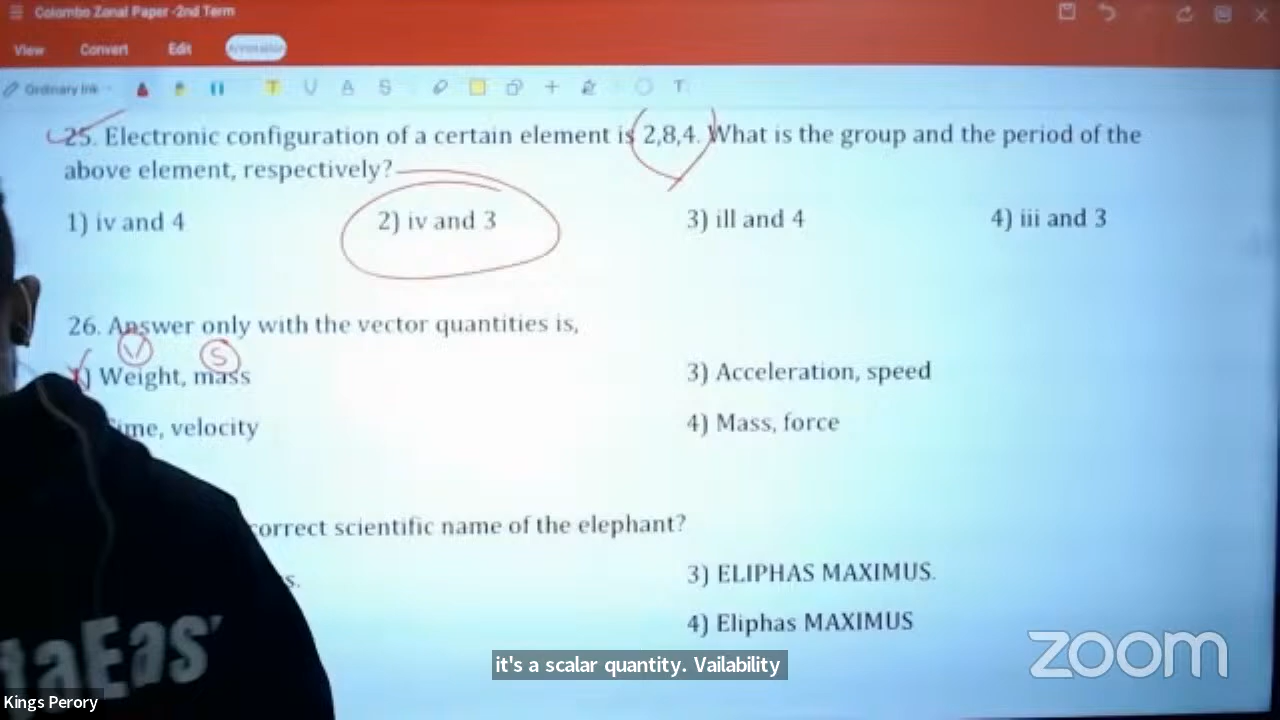 Colombo Zonal Paper -2nd Term
View Convert Edit Annotation
Ordinary Ink
25. Electronic configuration of a certain element is 2,8,4. What is the group and the period of the
above element, respectively?
1) iv and 4 2) iv and 3 3) ill and 4 4) iii and 3
26. Answer only with the vector quantities is,
V S
1) Weight, mass 3) Acceleration, speed
ime, velocity 4) Mass, force
correct scientific name of the elephant?
s. 3) ELIPHAS MAXIMUS.
4) Eliphas MAXIMUS
it's a scalar quantity. Vailability
zoom
Kings Perory